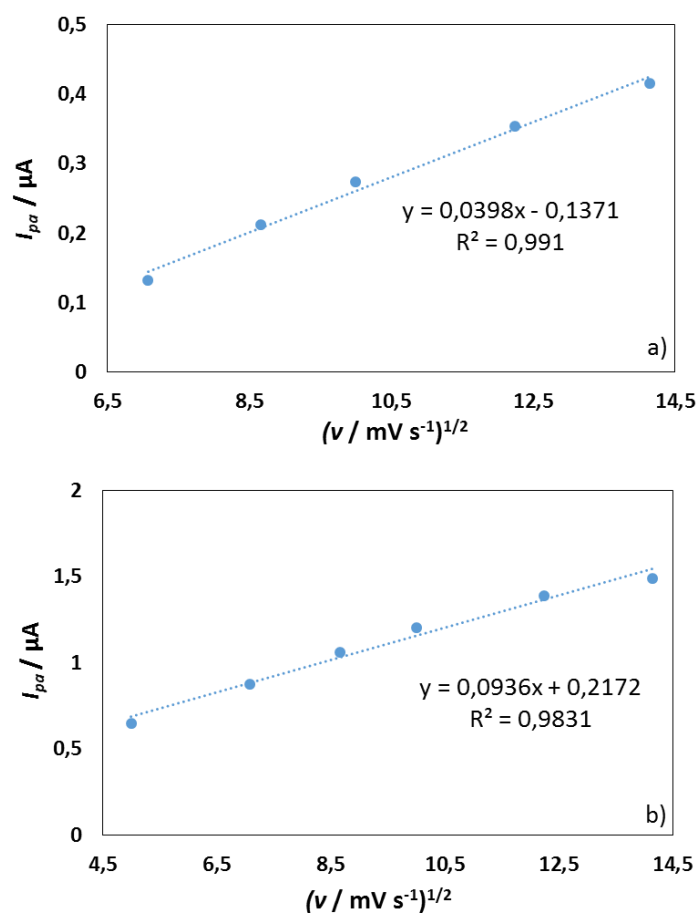 0,5
0,4
0,3
0,2
0,1
0
I_pa / µA
y = 0,0398x - 0,1371
R² = 0,991
a)
6,5 8,5 10,5 12,5 14,5
(ν / mV s⁻¹)¹/²
2
1,5
1
0,5
0
I_pa / µA
y = 0,0936x + 0,2172
R² = 0,9831
b)
4,5 6,5 8,5 10,5 12,5 14,5
(ν / mV s⁻¹)¹/²